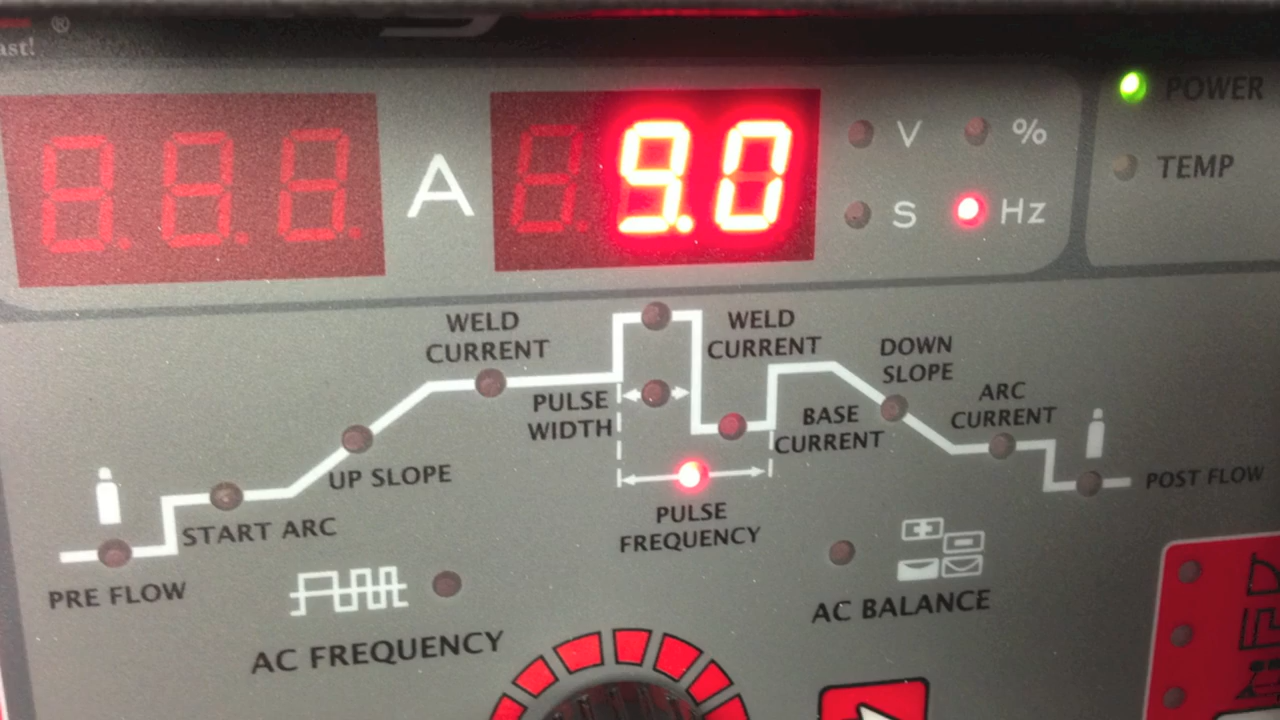 ®
ast!
A
9.0
V
%
S
Hz
POWER
TEMP
WELD
CURRENT
WELD
CURRENT
DOWN
SLOPE
PULSE
WIDTH
BASE
CURRENT
ARC
CURRENT
UP SLOPE
START ARC
PULSE
FREQUENCY
POST FLOW
PRE FLOW
AC FREQUENCY
AC BALANCE